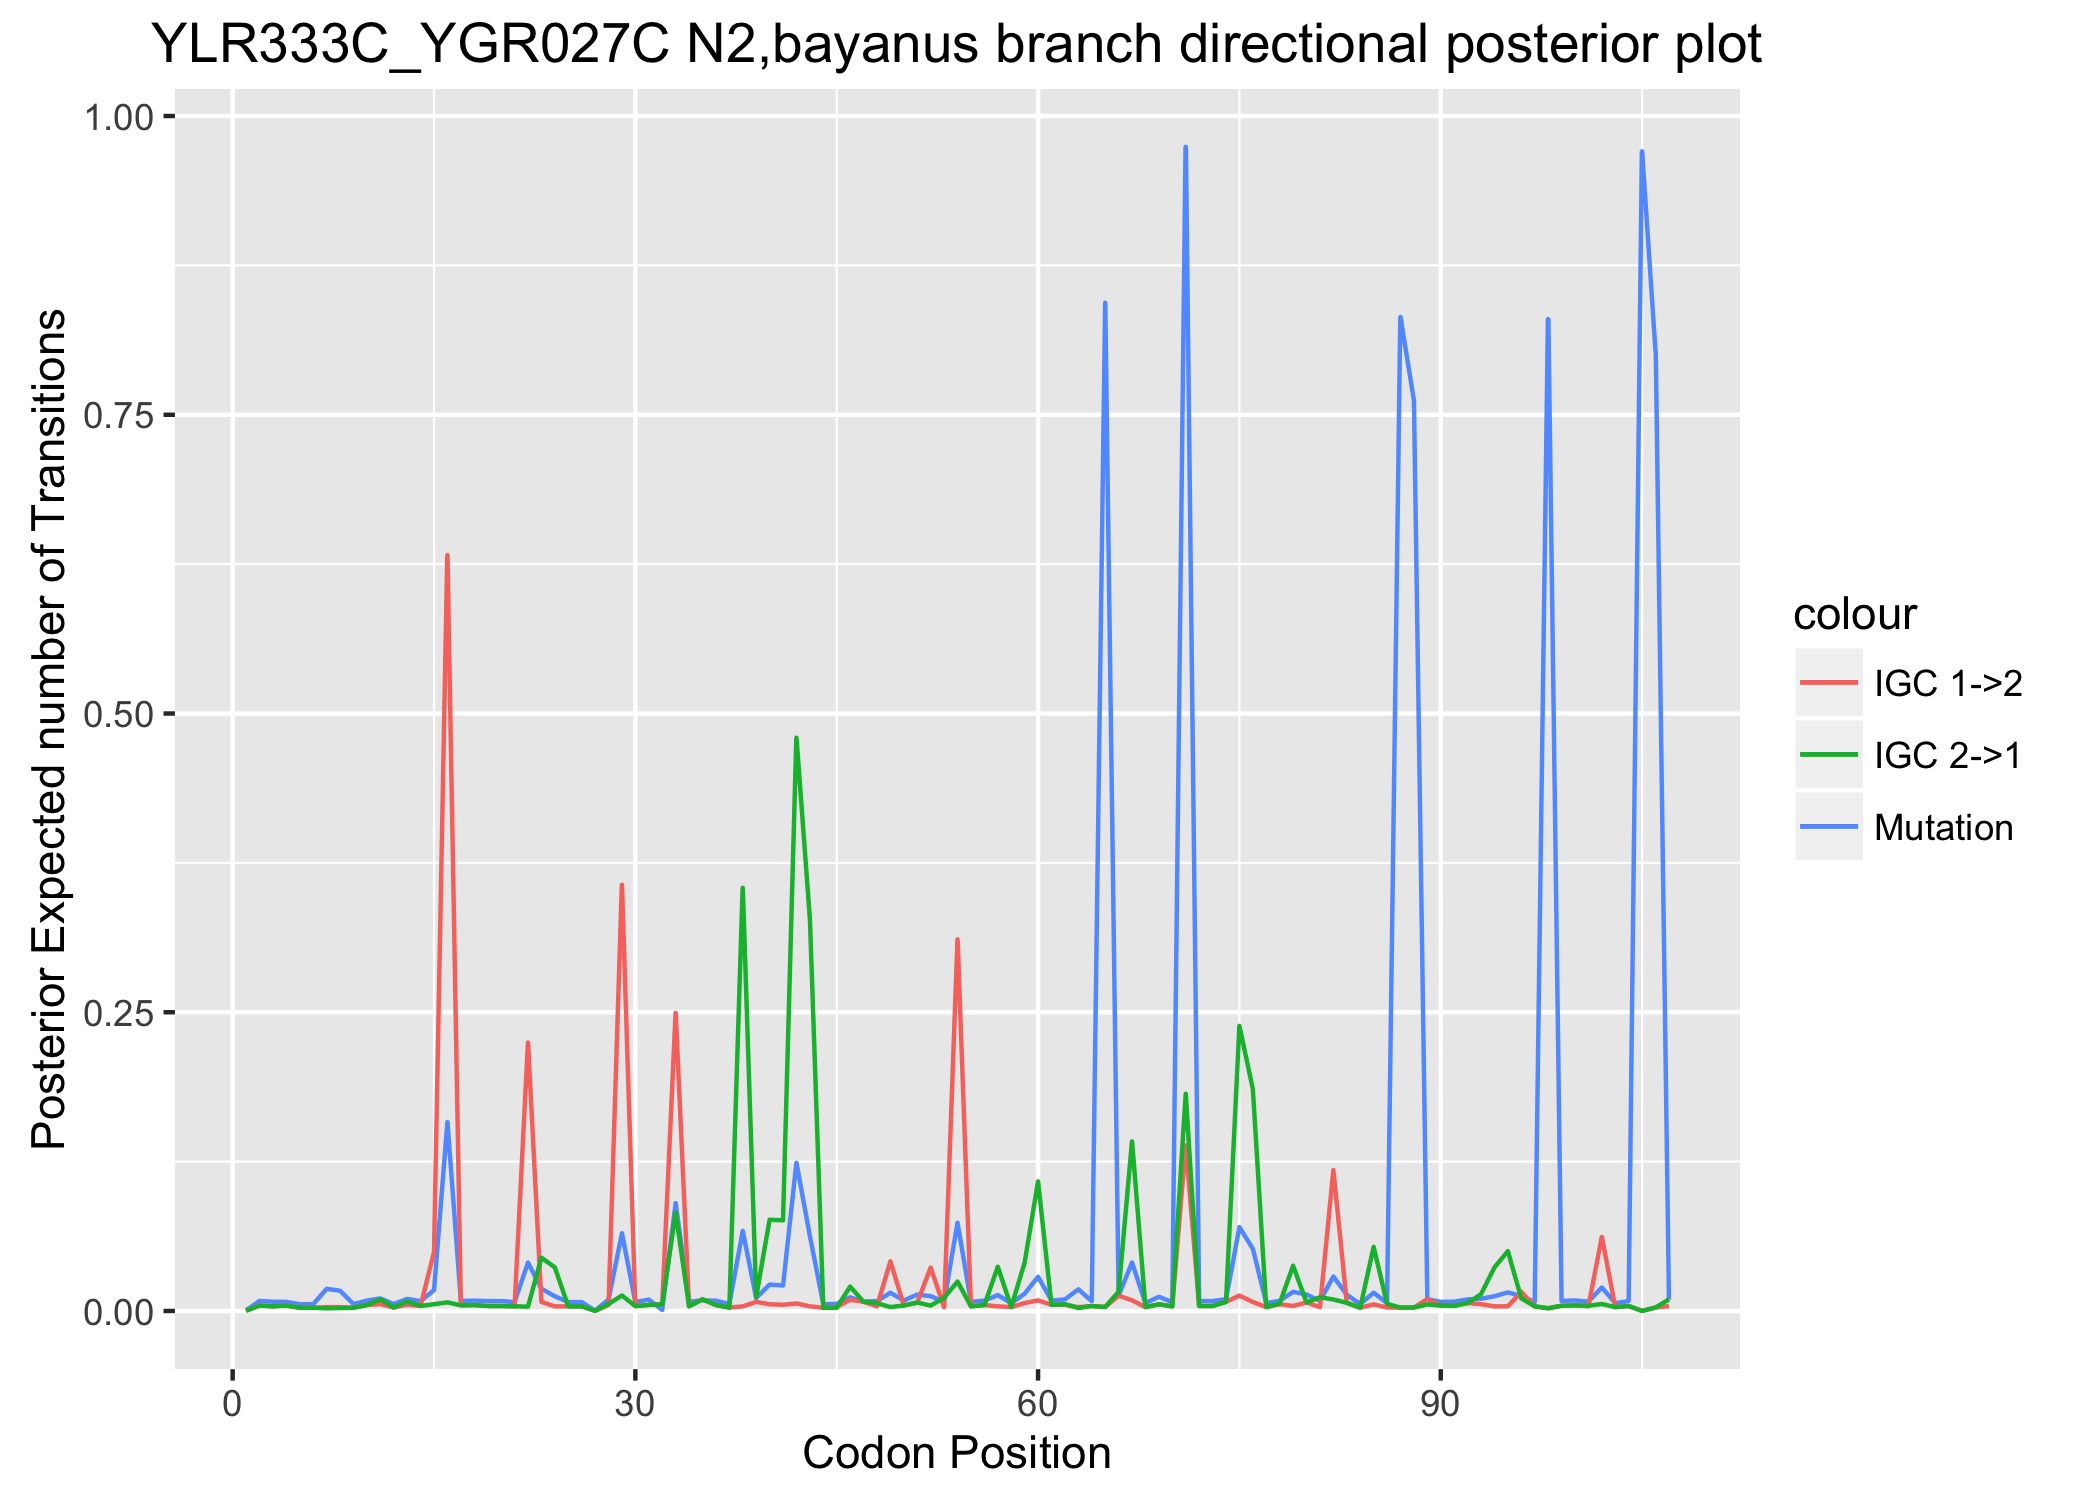 YLR333C_YGR027C N2,bayanus branch directional posterior plot
1.00
0.75
0.50
0.25
0.00
Posterior Expected number of Transitions
0 30 60 90
Codon Position
colour
IGC 1->2
IGC 2->1
Mutation